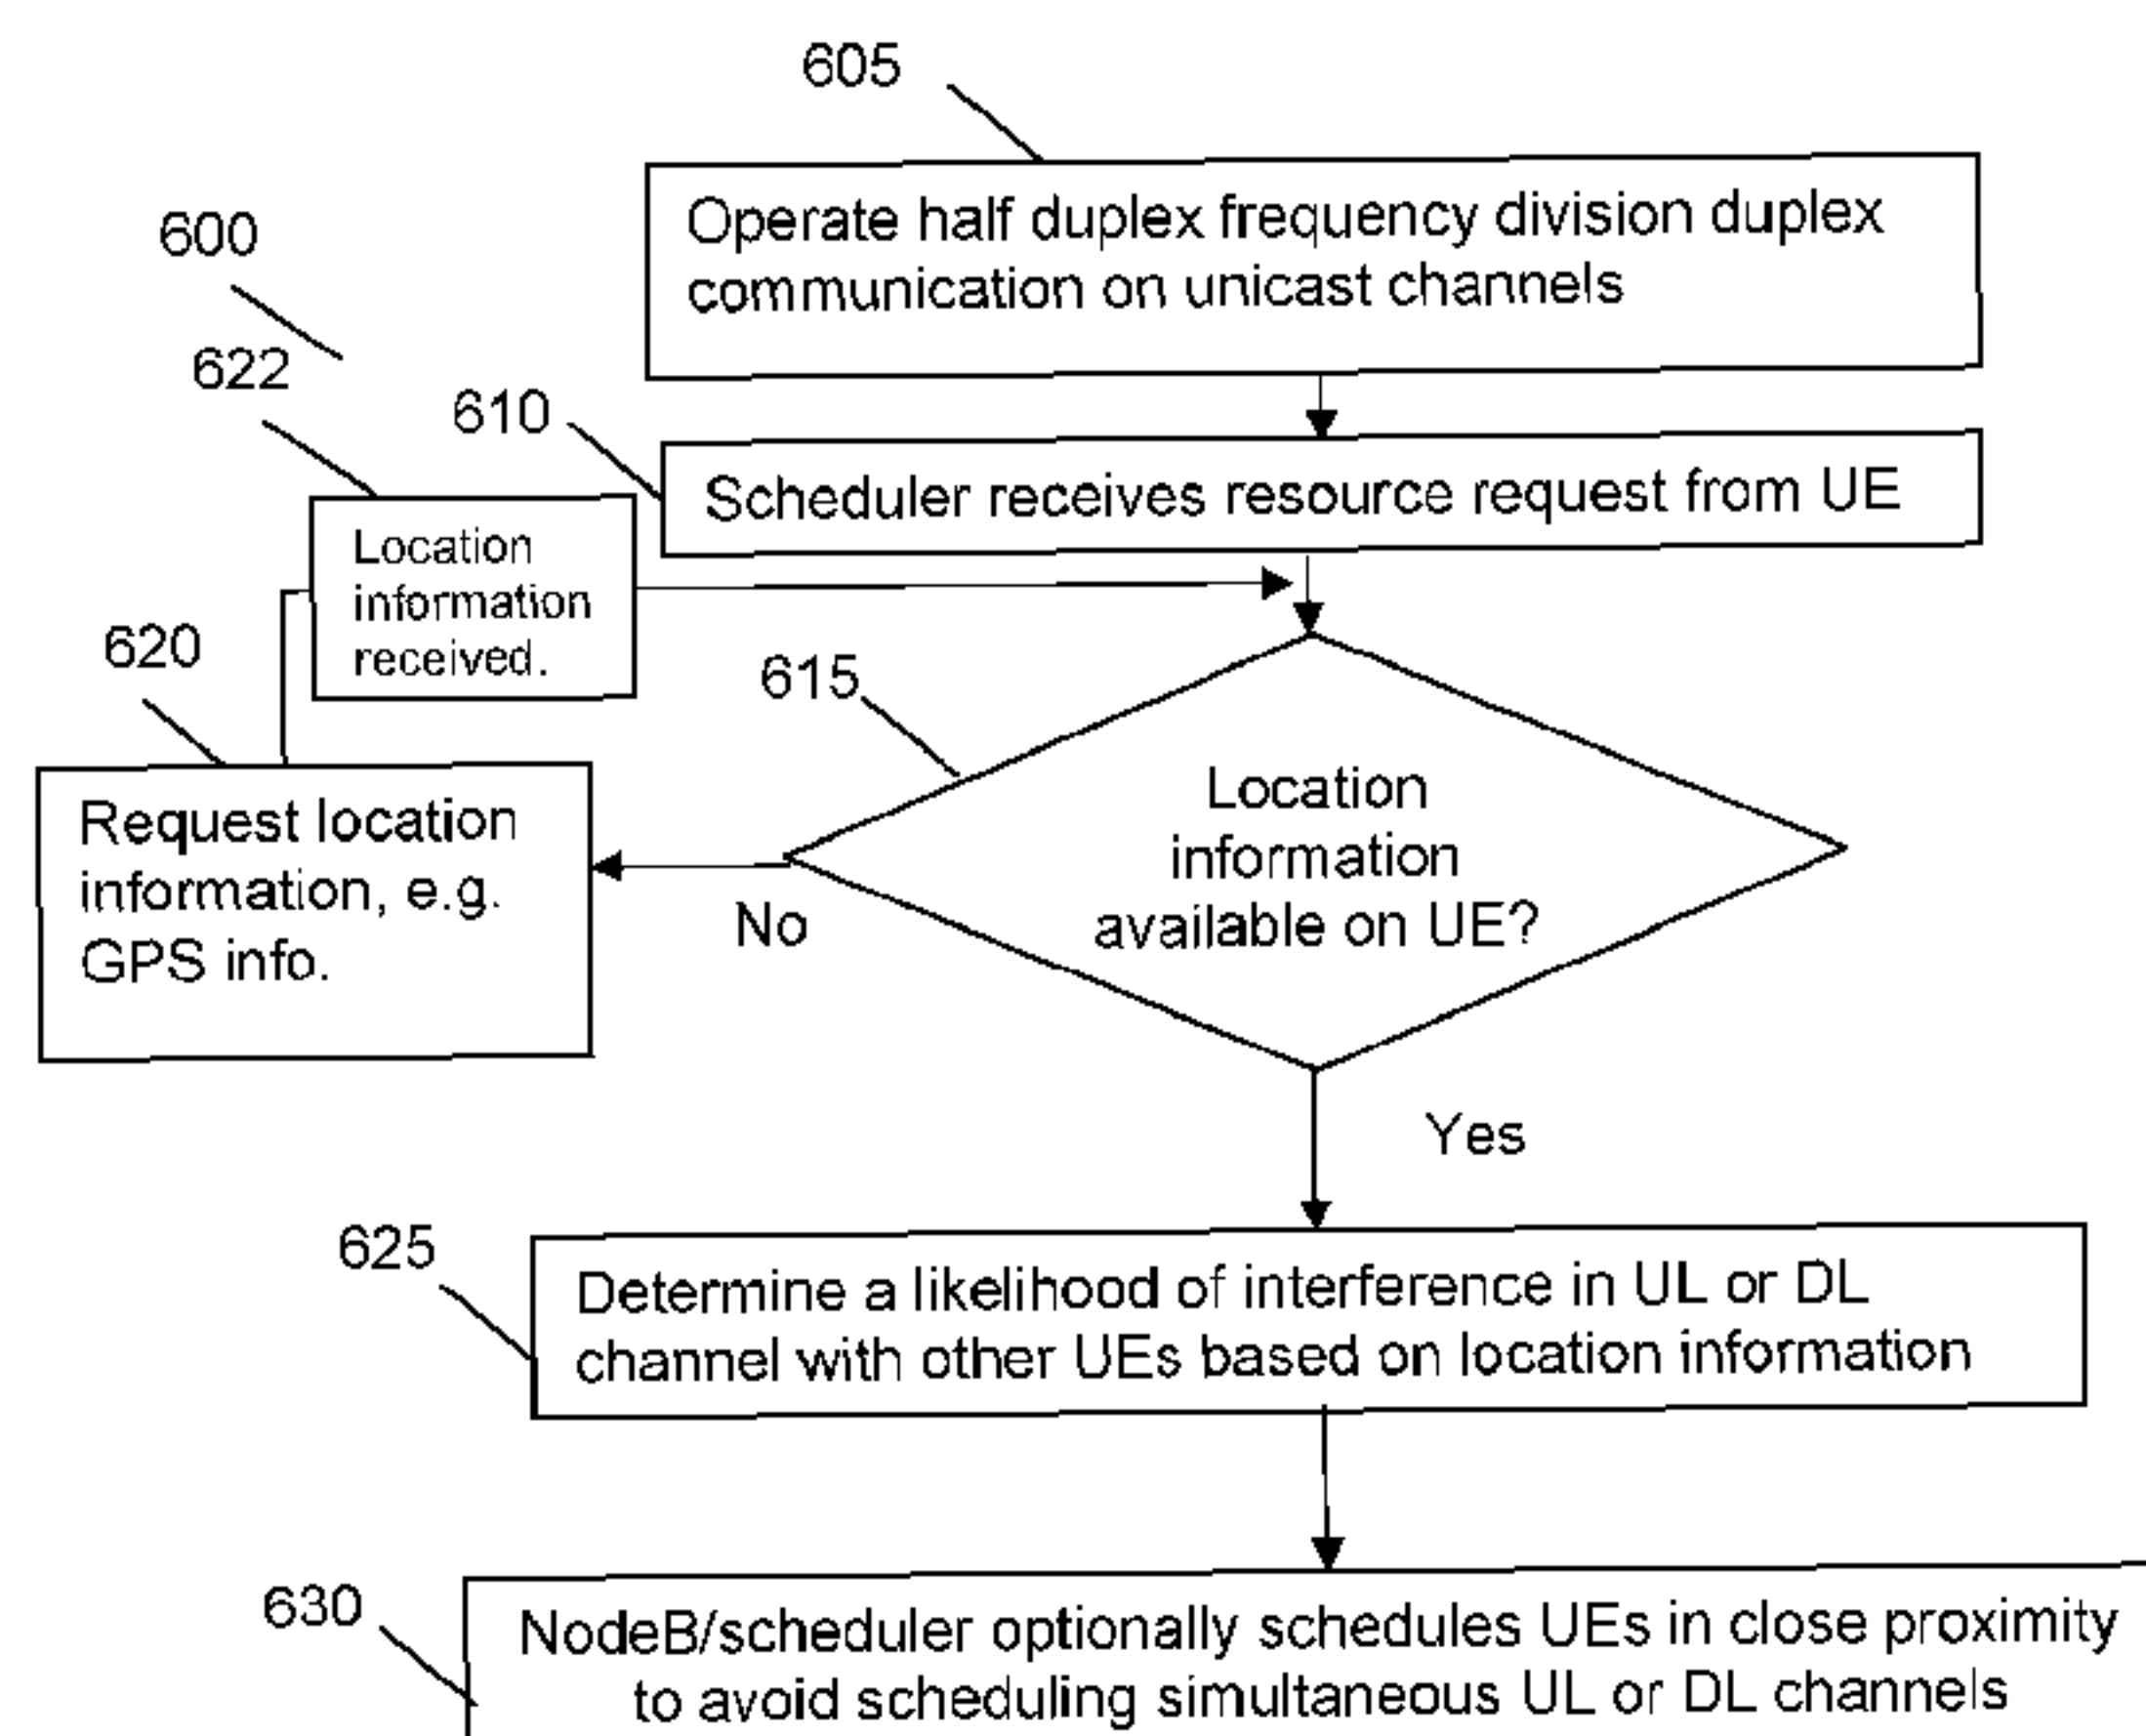 605
Operate half duplex frequency division duplex
communication on unicast channels
600
622
610
Scheduler receives resource request from UE
Location
information
received.
620
615
Location
information
available on UE?
Request location
information, e.g.
GPS info.
No
Yes
625
Determine a likelihood of interference in UL or DL
channel with other UEs based on location information
630
NodeB/scheduler optionally schedules UEs in close proximity
to avoid scheduling simultaneous UL or DL channels